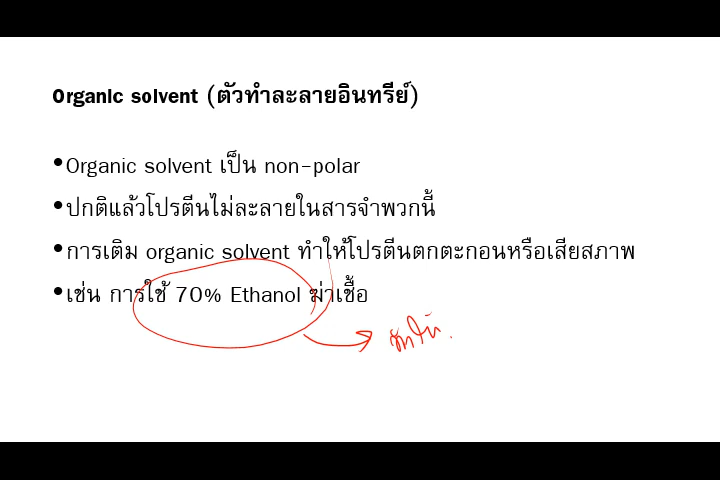 Organic solvent (ตัวทำละลายอินทรีย์)
•Organic solvent เป็น non-polar
•ปกติแล้วโปรตีนไม่ละลายในสารจำพวกนี้
•การเติม organic solvent ทำให้โปรตีนตกตะกอนหรือเสียสภาพ
•เช่น การใช้ 70% Ethanol ฆ่าเชื้อ